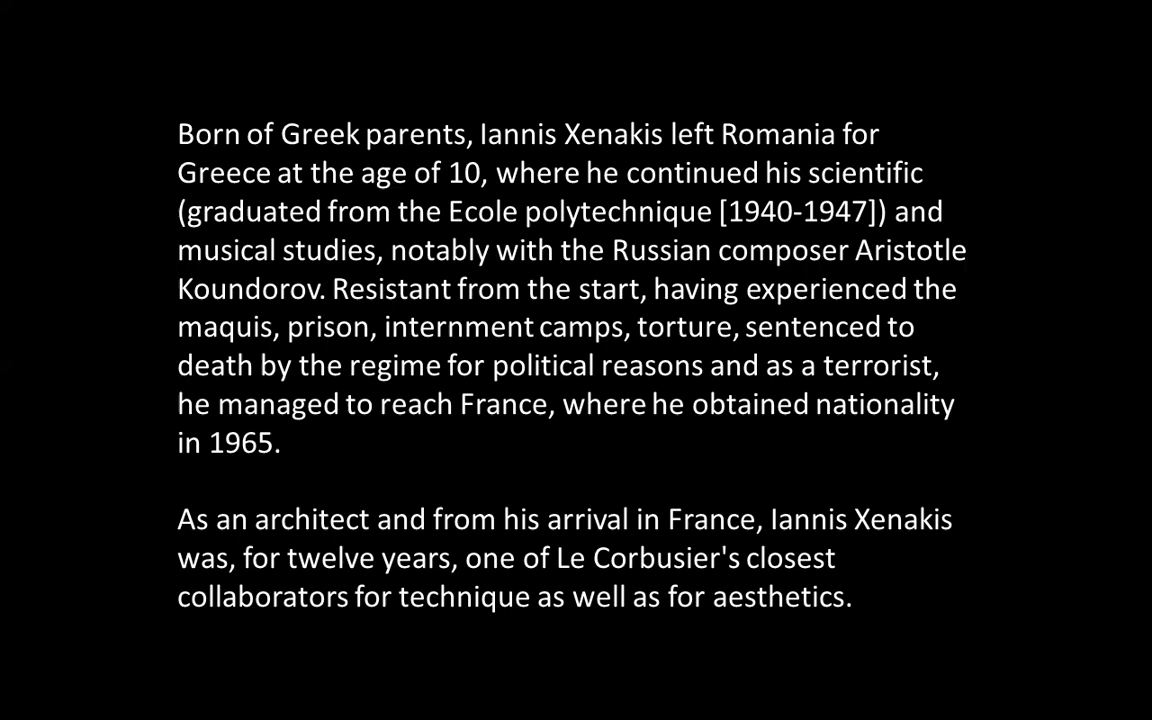 Born of Greek parents, Iannis Xenakis left Romania for
Greece at the age of 10, where he continued his scientific
(graduated from the Ecole polytechnique [1940-1947]) and
musical studies, notably with the Russian composer Aristotle
Koundorov. Resistant from the start, having experienced the
maquis, prison, internment camps, torture, sentenced to
death by the regime for political reasons and as a terrorist,
he managed to reach France, where he obtained nationality
in 1965.
As an architect and from his arrival in France, Iannis Xenakis
was, for twelve years, one of Le Corbusier's closest
collaborators for technique as well as for aesthetics.